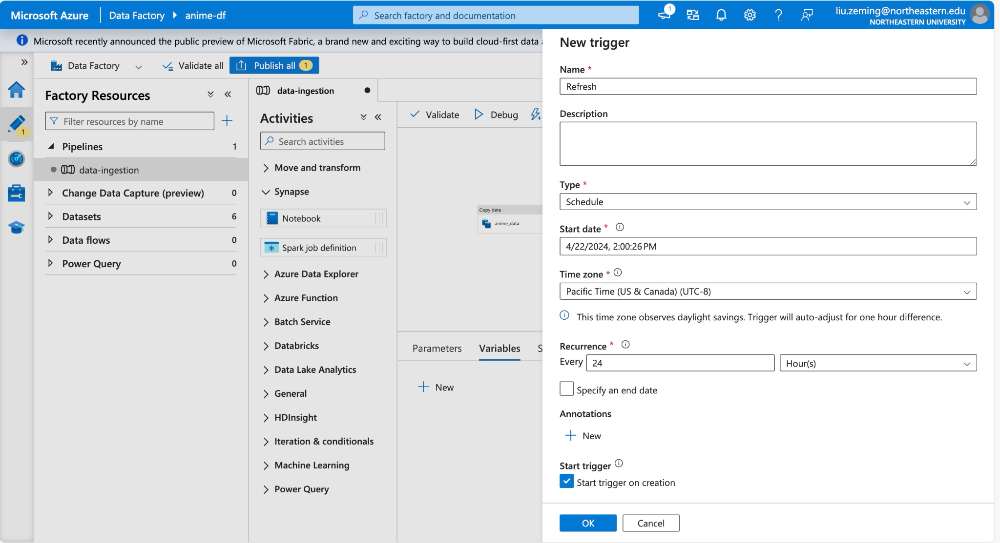 Microsoft Azure
Data Factory
anime-df
Search factory and documentation
1
liu.zeming@northeastern.edu
NORTHEASTERN UNIVERSITY
Microsoft recently announced the public preview of Microsoft Fabric, a brand new and exciting way to build cloud-first data
Data Factory
Validate all
Publish all 1
1
Factory Resources
Filter resources by name
Pipelines 1
data-ingestion
Change Data Capture (preview) 0
Datasets 6
Data flows 0
Power Query 0
data-ingestion
Activities
Search activities
Move and transform
Synapse
Notebook
Spark job definition
Azure Data Explorer
Azure Function
Batch Service
Databricks
Data Lake Analytics
General
HDInsight
Iteration & conditionals
Machine Learning
Power Query
Validate
Debug
Copy data
anime_data
Parameters
Variables
S
New
New trigger
Name *
Refresh
Description
Type *
Schedule
Start date *
4/22/2024, 2:00:26 PM
Time zone *
Pacific Time (US & Canada) (UTC-8)
This time zone observes daylight savings. Trigger will auto-adjust for one hour difference.
Recurrence *
Every 24 Hour(s)
Specify an end date
Annotations
New
Start trigger
Start trigger on creation
OK
Cancel